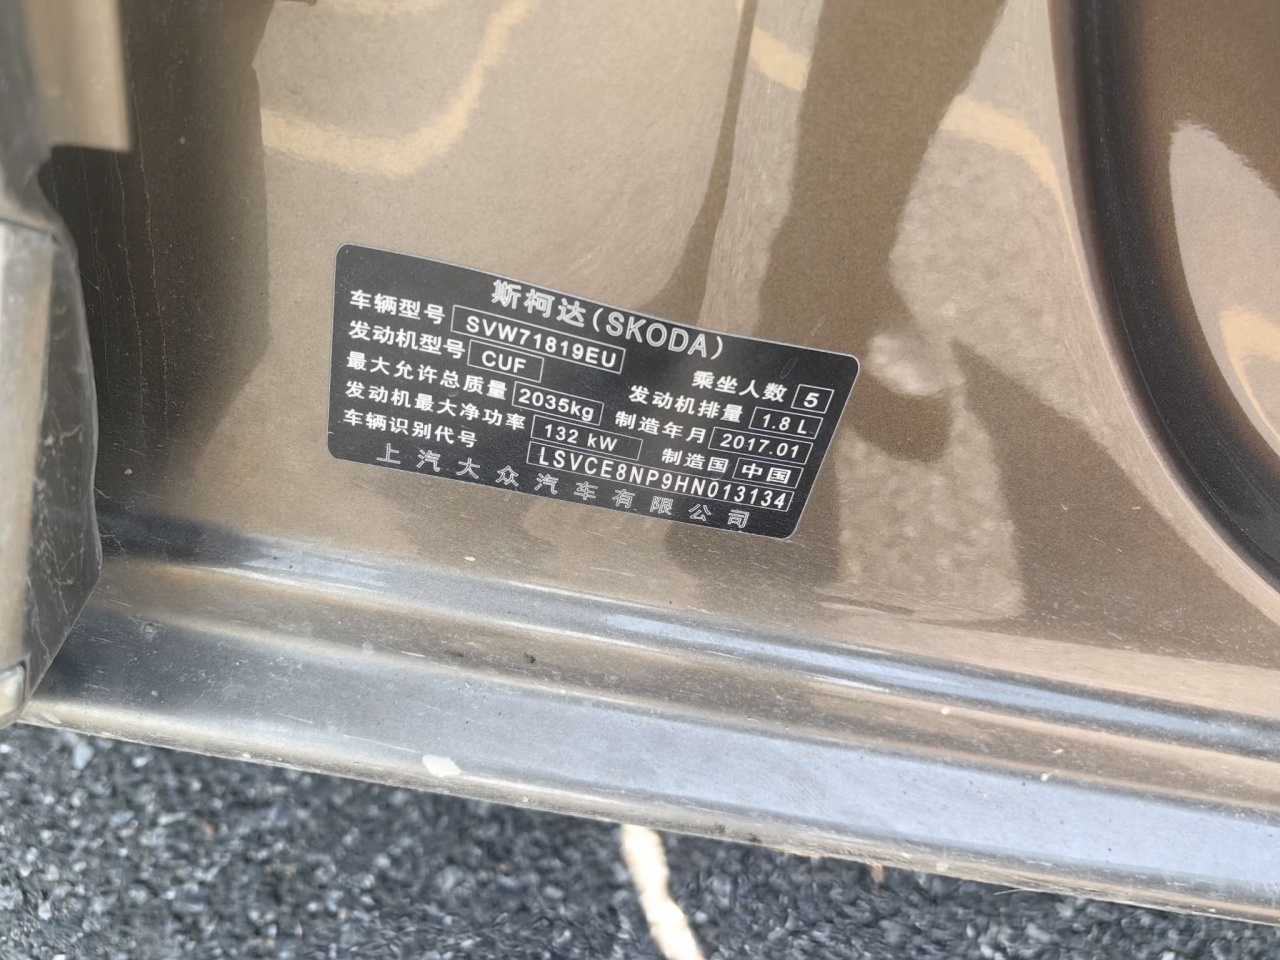 斯柯达(SKODA)
车辆型号 SVW71819EU 乘坐人数 5
发动机型号 CUF 发动机排量 1.8 L
最大允许总质量 2035kg 制造年月 2017.01
发动机最大净功率 132 kW 制造国 中国
车辆识别代号 LSVCE8NP9HN013134
上汽大众汽车有限公司